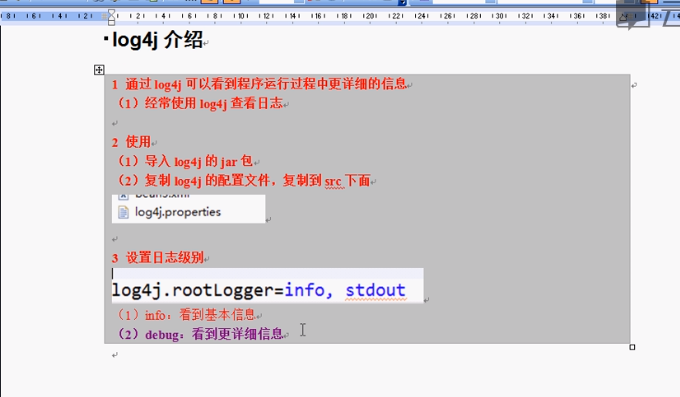 log4j 介绍
1 通过 log4j 可以看到程序运行过程中更详细的信息
（1）经常使用 log4j 查看日志
2 使用
（1）导入 log4j 的 jar 包
（2）复制 log4j 的配置文件，复制到 src 下面
log4j.properties
3 设置日志级别
log4j.rootLogger=info, stdout
（1）info：看到基本信息
（2）debug：看到更详细信息